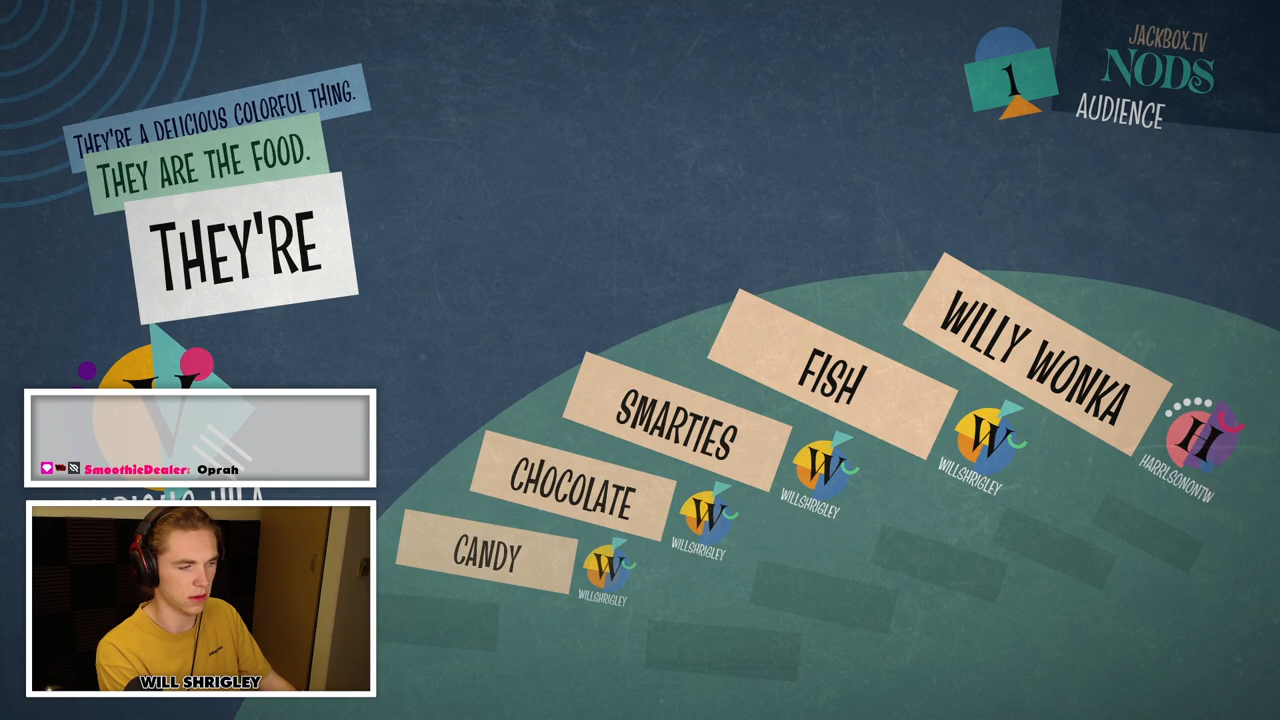 THEY'RE A DELICIOUS COLORFUL THING.
THEY ARE THE FOOD.
THEY'RE
JACKBOX.TV
NODS
1
AUDIENCE
WILLY WONKA
HARRLSONONTW
FISH
WILLSHRIGLEY
SMARTIES
WILLSHRIGLEY
CHOCOLATE
WILLSHRIGLEY
CANDY
WILLSHRIGLEY
V
SmoothieDealer: Oprah
WILL SHRIGLEY
W
W
W
W
H